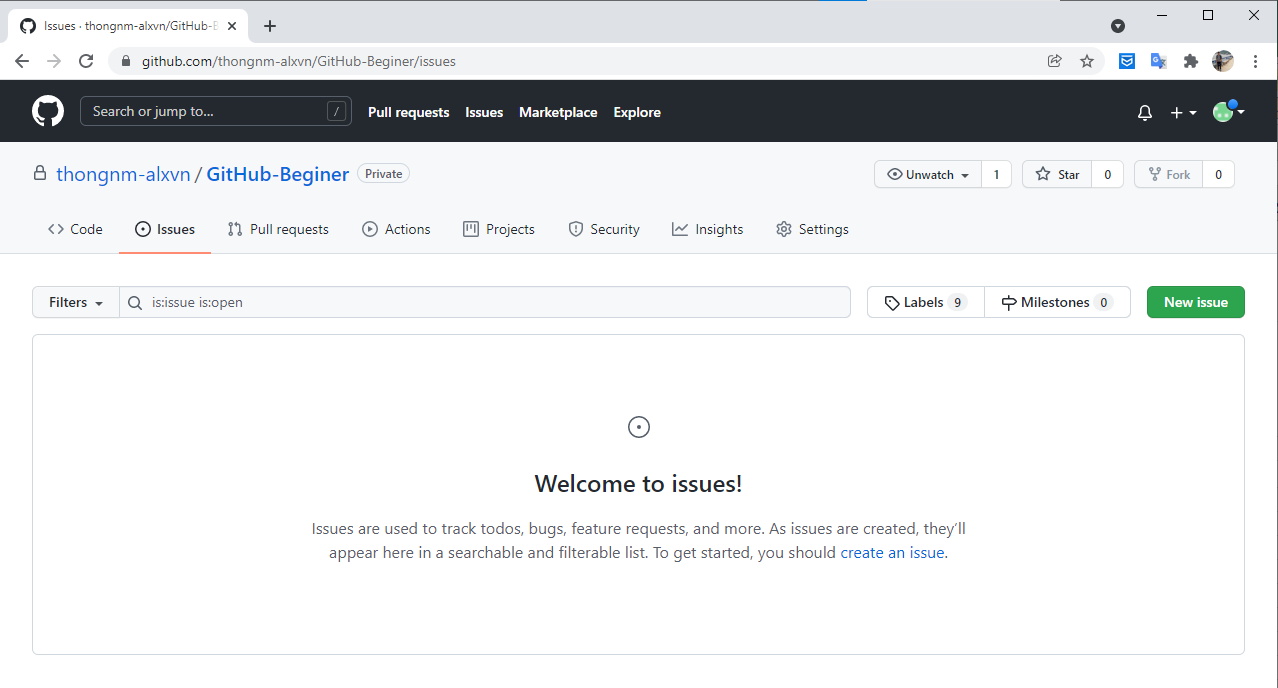 Issues · thongnm-alxvn/GitHub-B
github.com/thongnm-alxvn/GitHub-Beginer/issues
Search or jump to... / Pull requests Issues Marketplace Explore
thongnm-alxvn / GitHub-Beginer Private Unwatch 1 Star 0 Fork 0
Code Issues Pull requests Actions Projects Security Insights Settings
Filters is:issue is:open Labels 9 Milestones 0 New issue
Welcome to issues!
Issues are used to track todos, bugs, feature requests, and more. As issues are created, they’ll
appear here in a searchable and filterable list. To get started, you should create an issue.